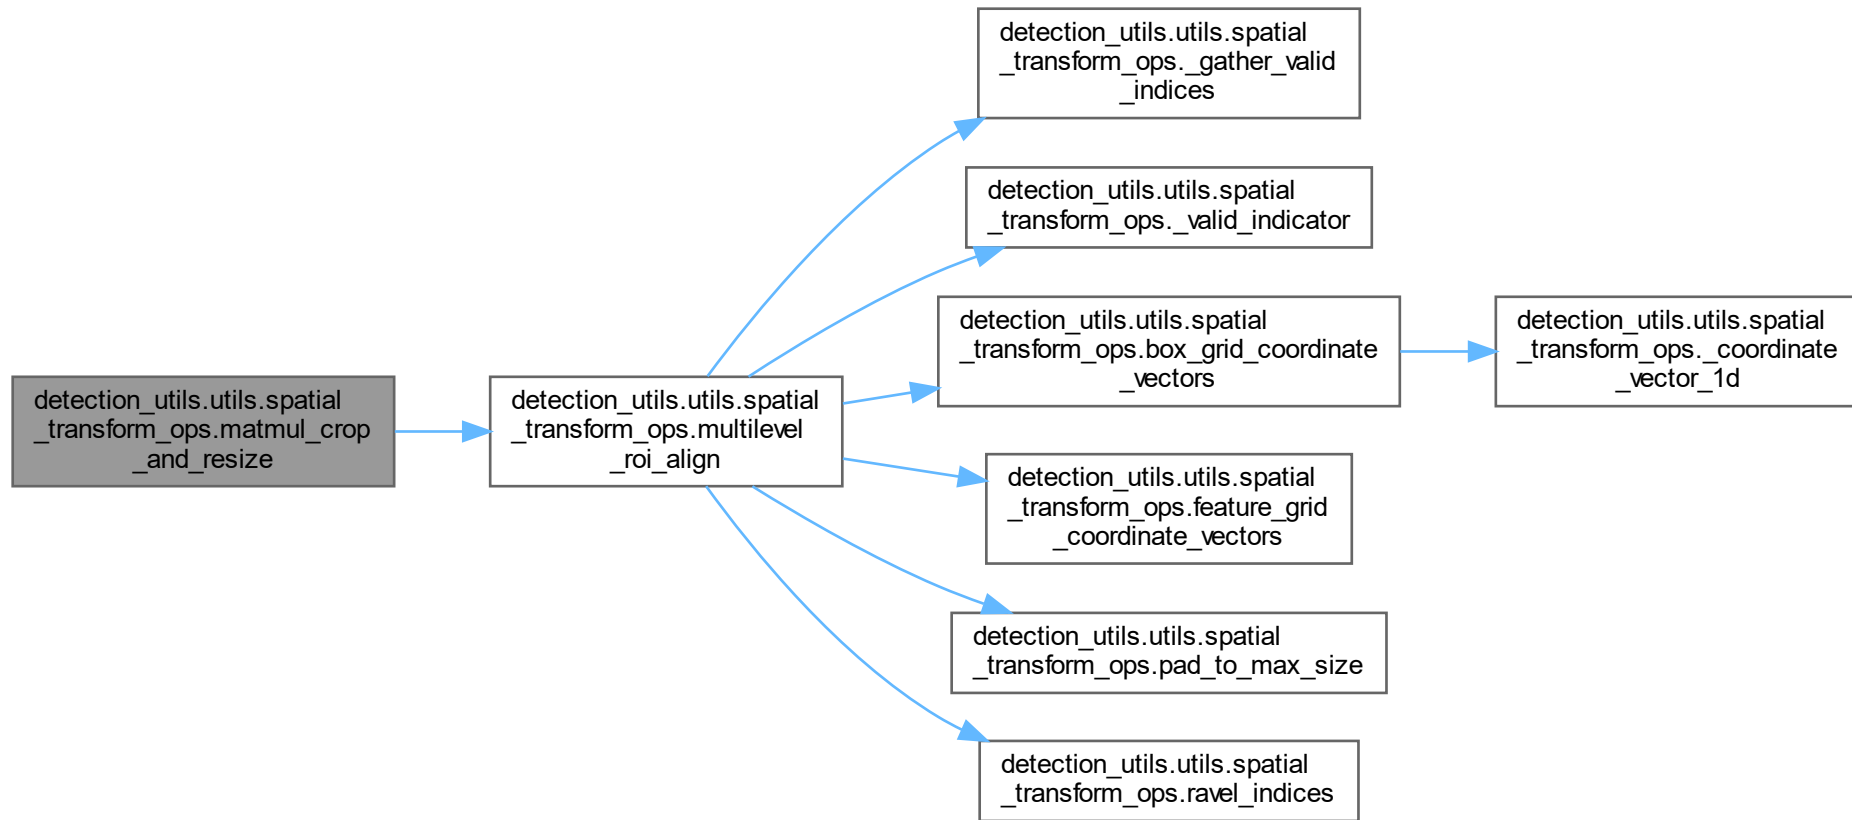 detection_utils.utils.spatial
_transform_ops._gather_valid
_indices
detection_utils.utils.spatial
_transform_ops._valid_indicator
detection_utils.utils.spatial
_transform_ops.box_grid_coordinate
_vectors
detection_utils.utils.spatial
_transform_ops._coordinate
_vector_1d
detection_utils.utils.spatial
_transform_ops.matmul_crop
_and_resize
detection_utils.utils.spatial
_transform_ops.multilevel
_roi_align
detection_utils.utils.spatial
_transform_ops.feature_grid
_coordinate_vectors
detection_utils.utils.spatial
_transform_ops.pad_to_max_size
detection_utils.utils.spatial
_transform_ops.ravel_indices